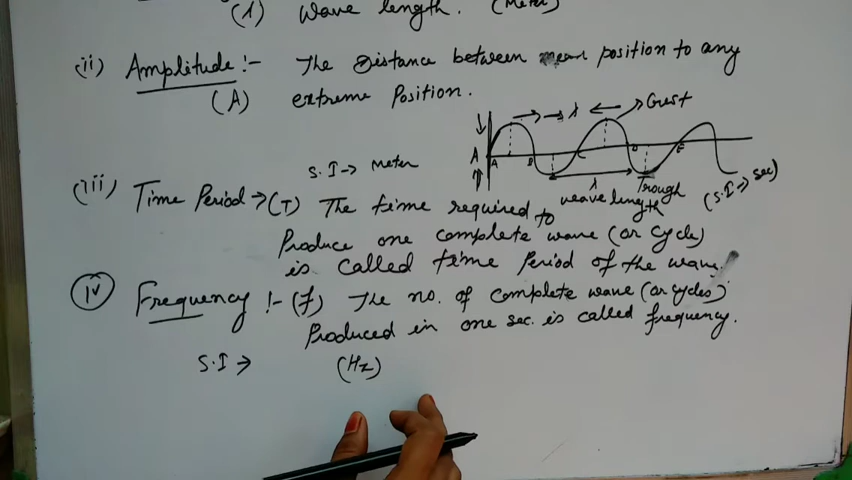 (λ) Wave length. (Meter)
(ii) Amplitude :- The Distance between mean position to any
(A) extreme Position.
λ Crest
A A B C D E
S.I → Meter
λ Trough
wave length (S.I → sec)
(iii) Time Period → (T) The time required to
Produce one complete wave (or cycle)
is called time Period of the wave.
(iv) Frequency :- (f) The no. of complete wave (or cycles)
Produced in one sec. is called frequency.
S.I → (Hz)